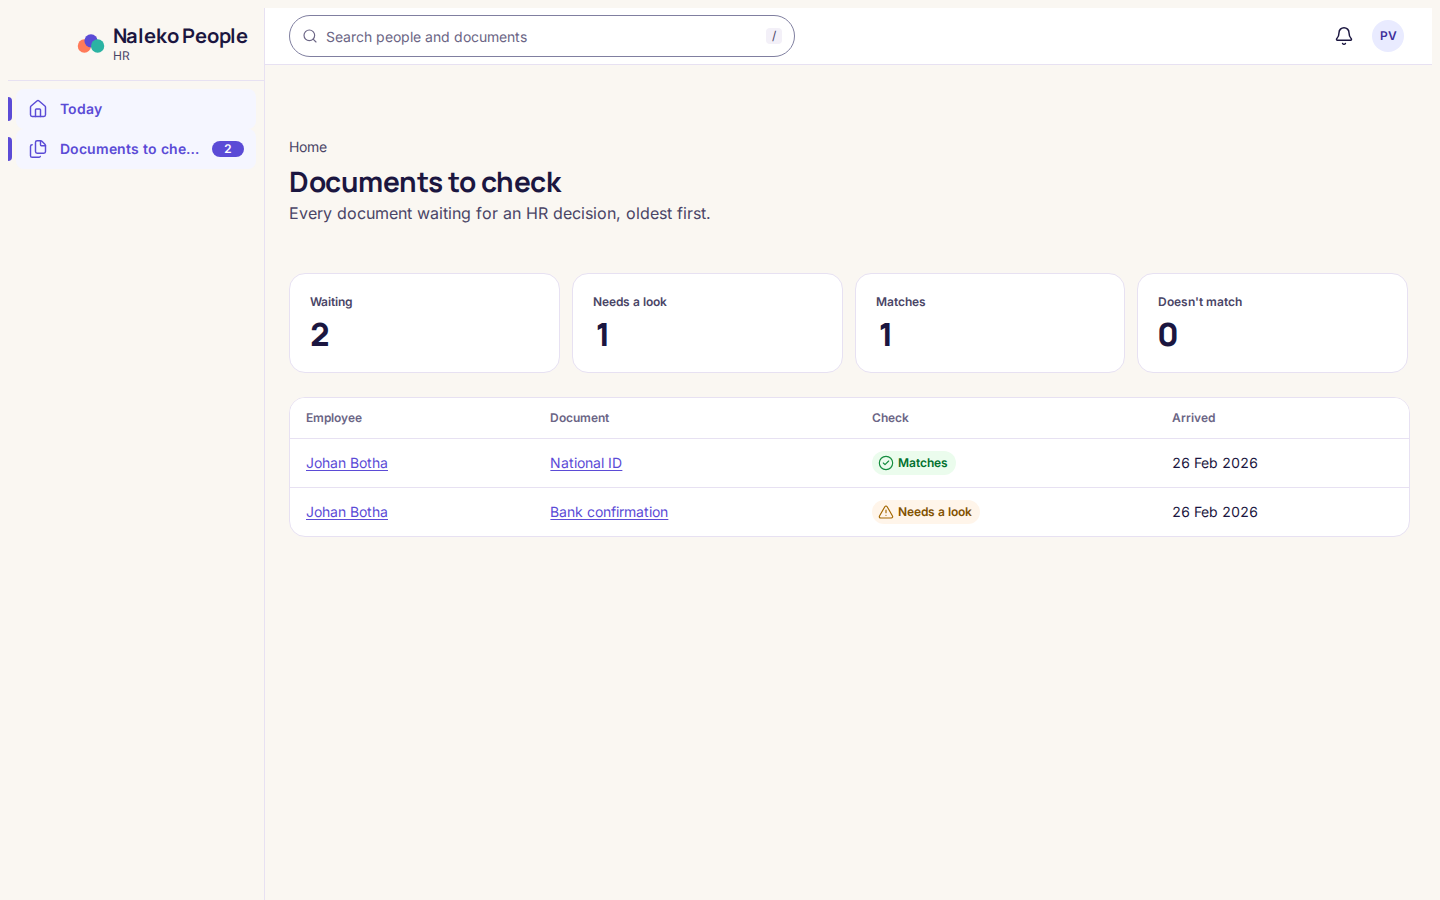 Naleko People
HR
Search people and documents /
PV
Today
Documents to che... 2
Home
Documents to check
Every document waiting for an HR decision, oldest first.
Waiting Needs a look Matches Doesn't match
2 1 1 0
Employee Document Check Arrived
Johan Botha National ID Matches 26 Feb 2026
Johan Botha Bank confirmation Needs a look 26 Feb 2026